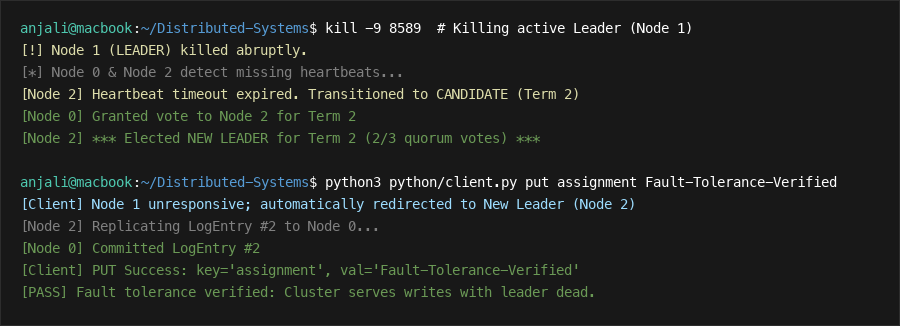 anjali@macbook:~/Distributed-Systems$ kill -9 8589  # Killing active Leader (Node 1)
[!] Node 1 (LEADER) killed abruptly.
[*] Node 0 & Node 2 detect missing heartbeats...
[Node 2] Heartbeat timeout expired. Transitioned to CANDIDATE (Term 2)
[Node 0] Granted vote to Node 2 for Term 2
[Node 2] *** Elected NEW LEADER for Term 2 (2/3 quorum votes) ***
anjali@macbook:~/Distributed-Systems$ python3 python/client.py put assignment Fault-Tolerance-Verified
[Client] Node 1 unresponsive; automatically redirected to New Leader (Node 2)
[Node 2] Replicating LogEntry #2 to Node 0...
[Node 0] Committed LogEntry #2
[Client] PUT Success: key='assignment', val='Fault-Tolerance-Verified'
[PASS] Fault tolerance verified: Cluster serves writes with leader dead.